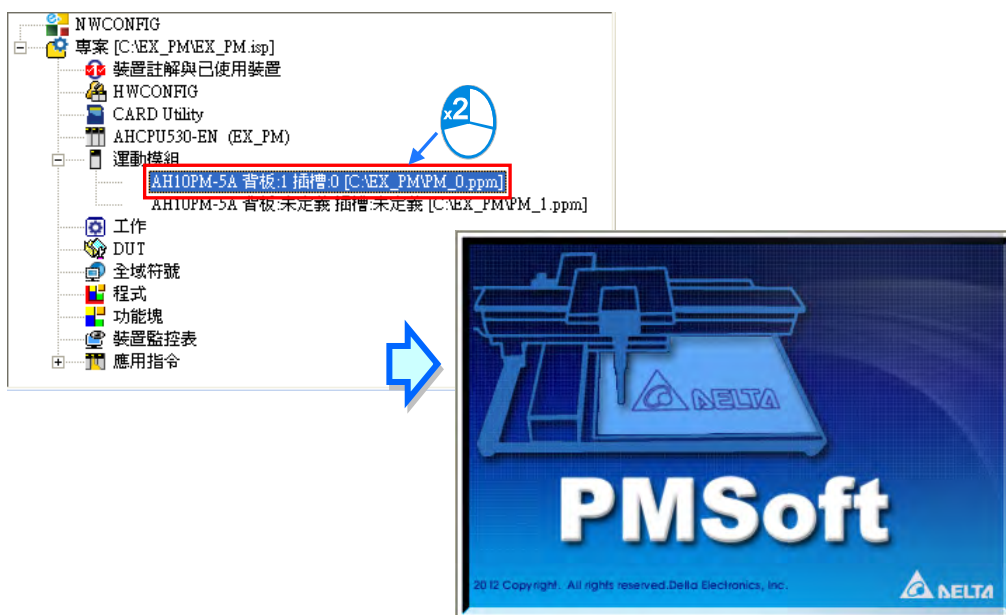 NWCONFIG
專案 [C:\EX_PM\EX_PM.isp]
裝置註解與已使用裝置
HWCONFIG
CARD Utility
AHCPU530-EN (EX_PM)
運動模組
AH10PM-5A 背板:1 插槽:0 [C:\EX_PM\PM_0.ppm]
AH10PM-5A 背板:未定義 插槽:未定義 [C:\EX_PM\PM_1.ppm]
工作
DUT
全域符號
程式
功能塊
裝置監控表
應用指令
x2
DELTA
PMSoft
2012 Copyright. All rights reserved.Delta Electronics, Inc.
DELTA